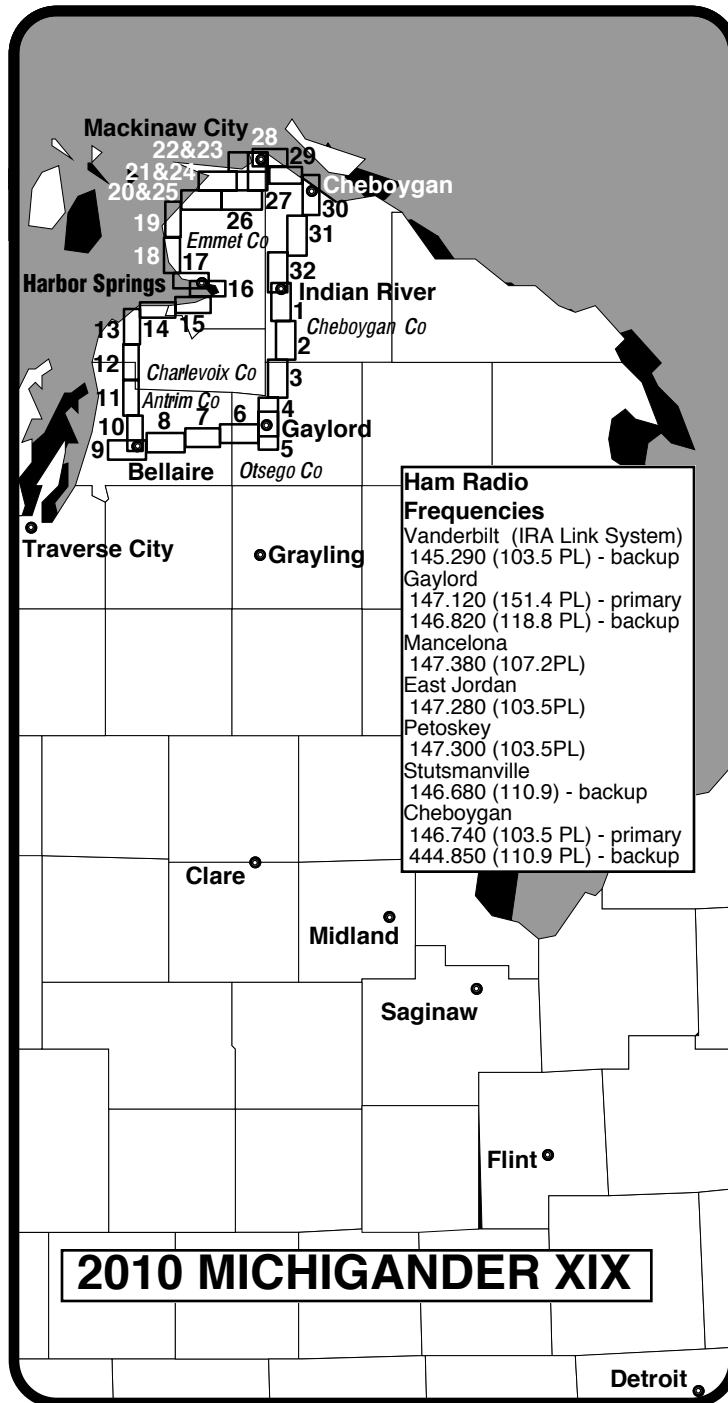 Mackinaw City
28
22&23
29
21&24
Cheboygan
20&25
27
30
19
26
31
Emmet Co
18
17
32
Harbor Springs
16
Indian River
15
1
14
13
Cheboygan Co
2
12
Charlevoix Co
3
11
Antrim Co
4
10
8
7
6
Gaylord
9
5
Bellaire
Otsego Co
Ham Radio
Frequencies
Vanderbilt (IRA Link System)
145.290 (103.5 PL) - backup
Gaylord
147.120 (151.4 PL) - primary
146.820 (118.8 PL) - backup
Mancelona
147.380 (107.2PL)
East Jordan
147.280 (103.5PL)
Petoskey
147.300 (103.5PL)
Stutsmanville
146.680 (110.9) - backup
Cheboygan
146.740 (103.5 PL) - primary
444.850 (110.9 PL) - backup
Traverse City
Grayling
Clare
Midland
Saginaw
Flint
2010 MICHIGANDER XIX
Detroit